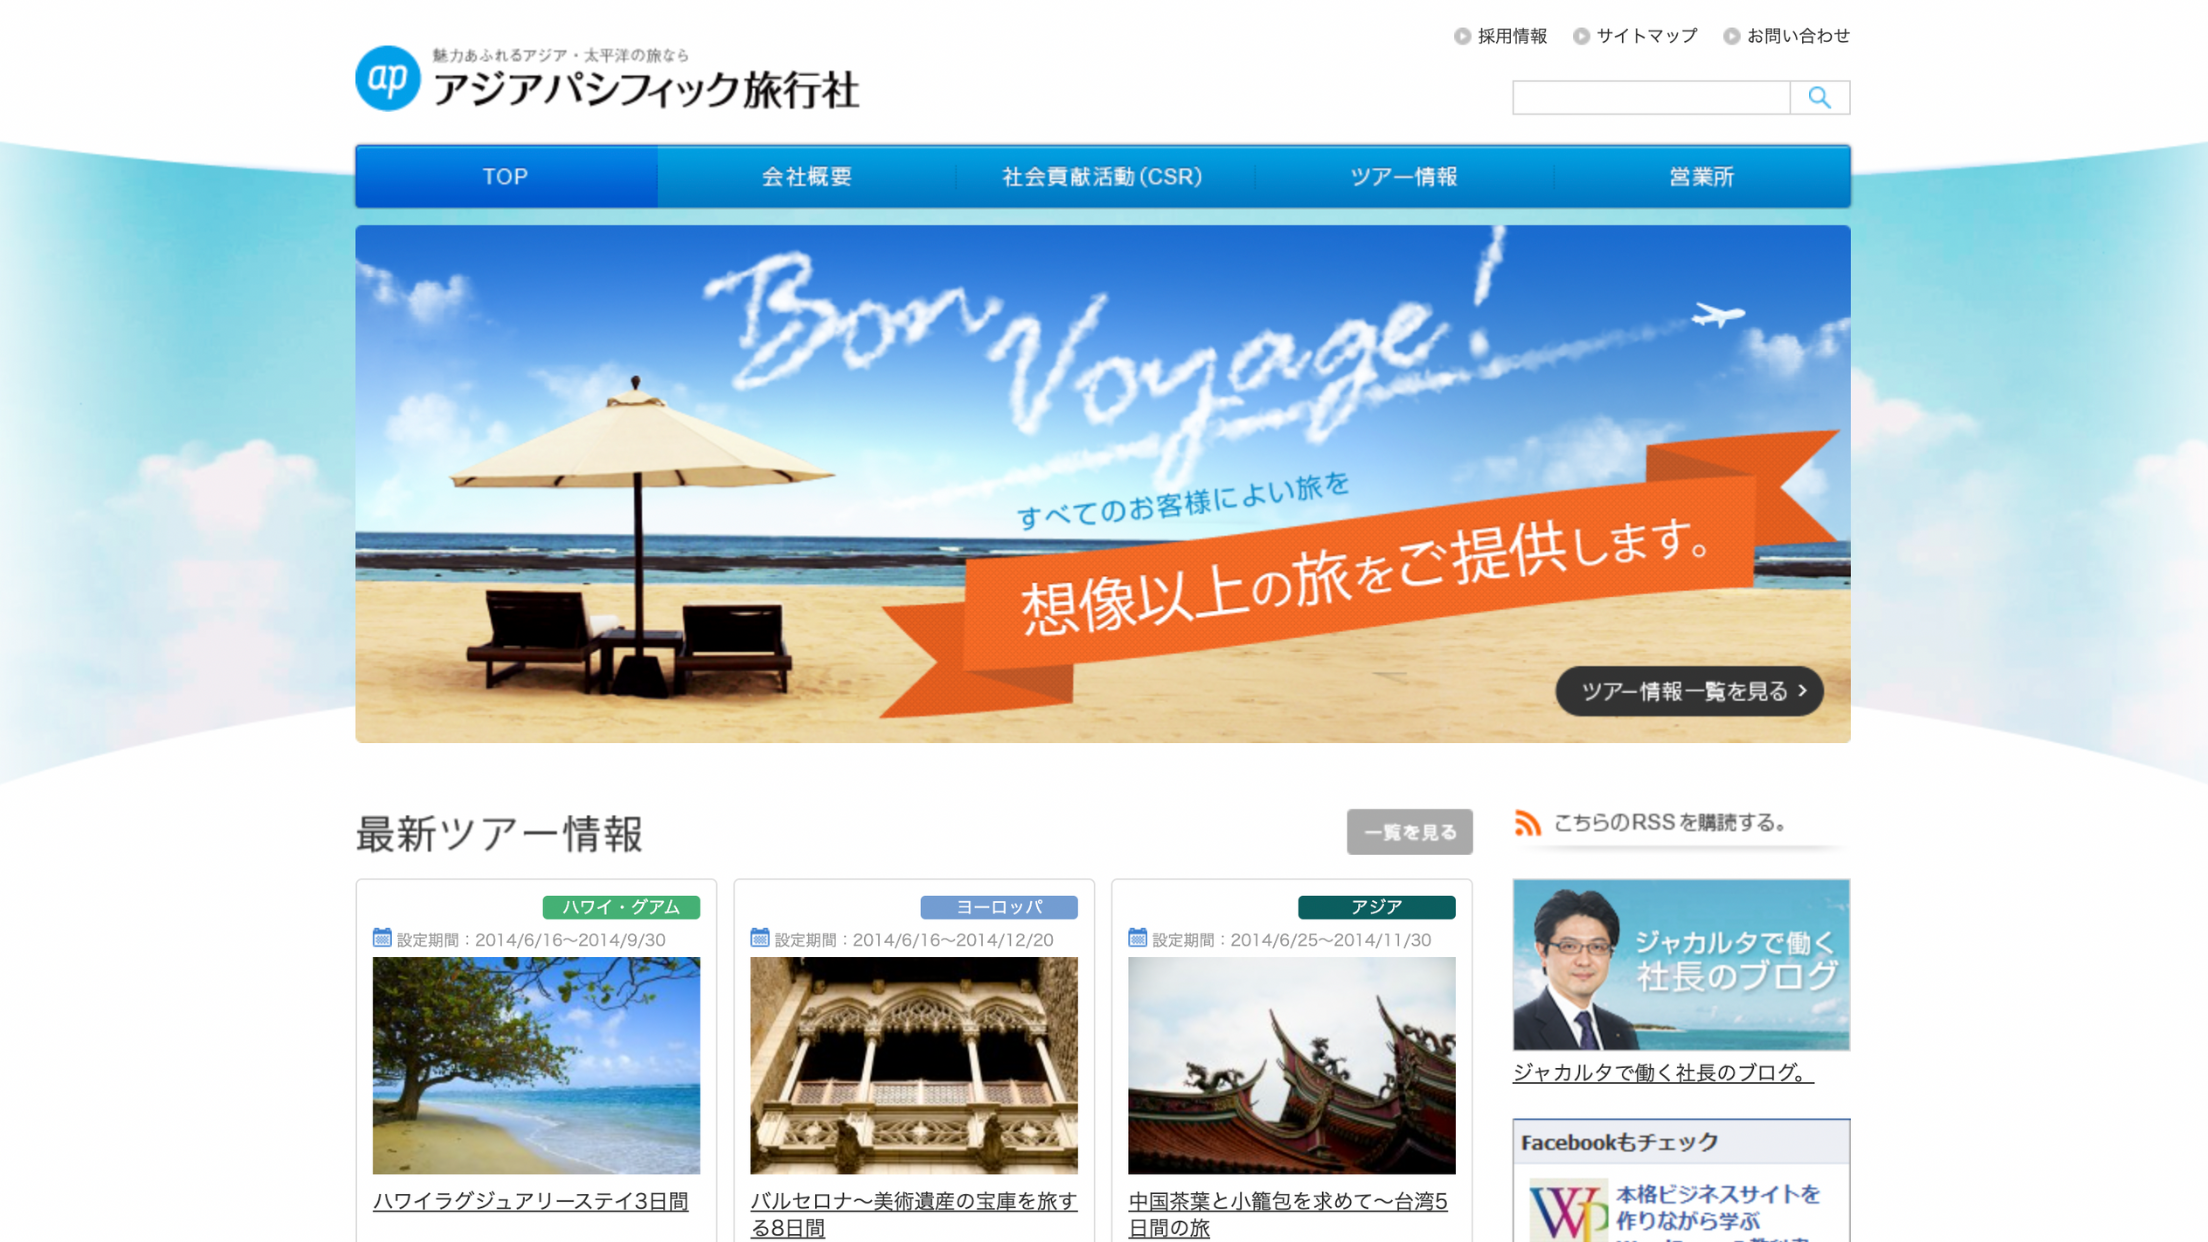 採用情報
サイトマップ
お問い合わせ
ap
魅力あふれるアジア・太平洋の旅なら
アジアパシフィック旅行社
TOP
会社概要
社会貢献活動(CSR)
ツアー情報
営業所
Bon Voyage!
すべてのお客様によい旅を
想像以上の旅をご提供します。
ツアー情報一覧を見る
最新ツアー情報
一覧を見る
ハワイ・グアム
設定期間：2014/6/16〜2014/9/30
ハワイラグジュアリーステイ3日間
ヨーロッパ
設定期間：2014/6/16〜2014/12/20
バルセロナ〜美術遺産の宝庫を旅す
る8日間
アジア
設定期間：2014/6/25〜2014/11/30
中国茶葉と小籠包を求めて〜台湾5
日間の旅
こちらのRSSを購読する。
ジャカルタで働く
社長のブログ
ジャカルタで働く社長のブログ。
Facebookもチェック
本格ビジネスサイトを
作りながら学ぶ